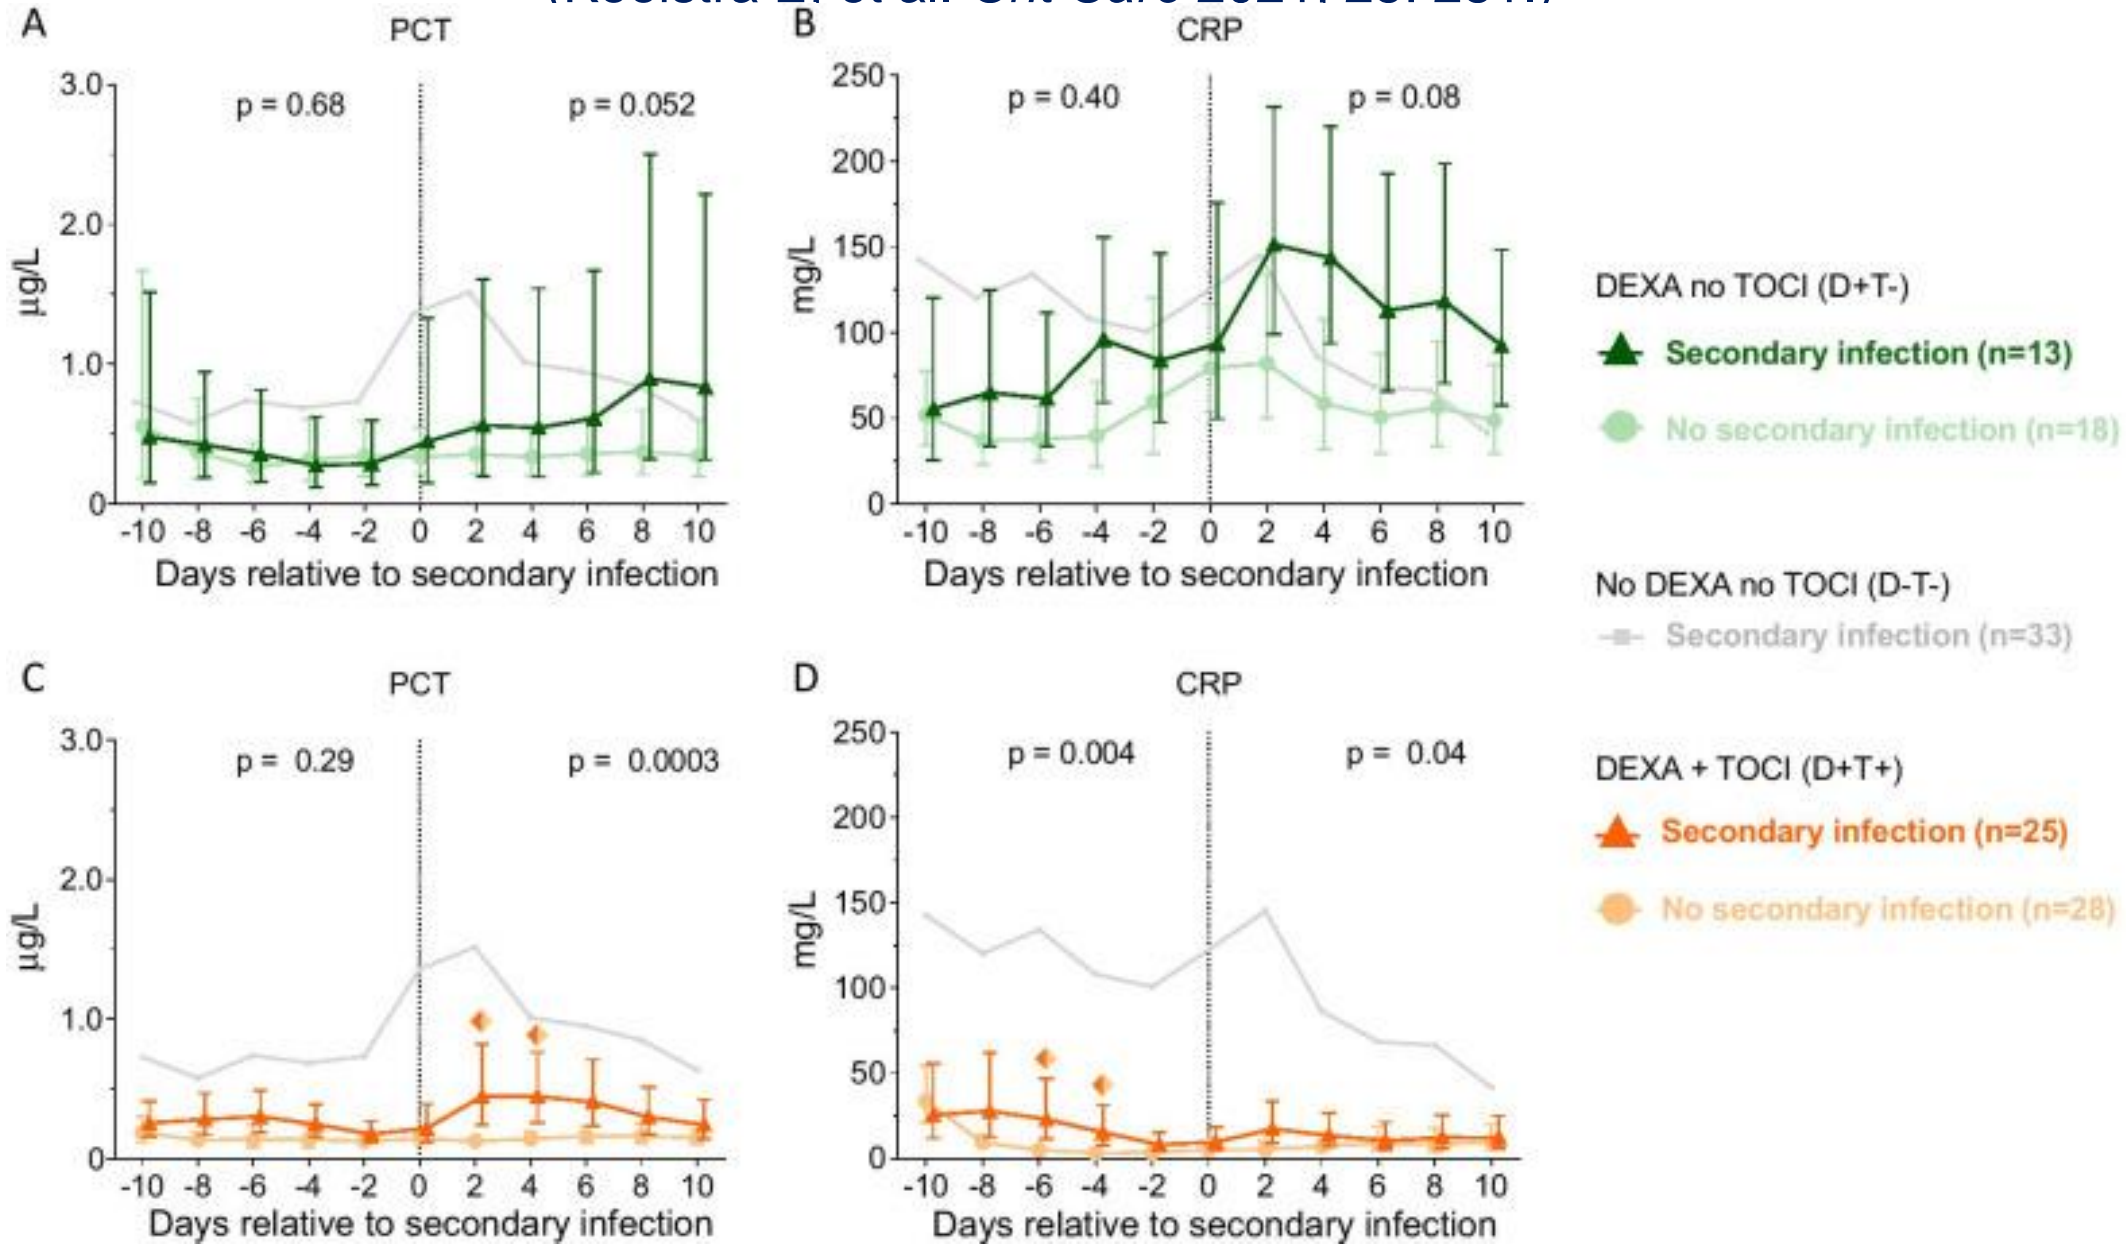 A
PCT
p = 0.68
p = 0.052
3.0
2.0
1.0
0
µg/L
-10 -8 -6 -4 -2 0 2 4 6 8 10
Days relative to secondary infection
B
CRP
p = 0.40
p = 0.08
250
200
150
100
50
0
mg/L
-10 -8 -6 -4 -2 0 2 4 6 8 10
Days relative to secondary infection
DEXA no TOCI (D+T-)
Secondary infection (n=13)
No secondary infection (n=18)
No DEXA no TOCI (D-T-)
Secondary infection (n=33)
C
PCT
p = 0.29
p = 0.0003
3.0
2.0
1.0
0
µg/L
-10 -8 -6 -4 -2 0 2 4 6 8 10
Days relative to secondary infection
D
CRP
p = 0.004
p = 0.04
250
200
150
100
50
0
mg/L
-10 -8 -6 -4 -2 0 2 4 6 8 10
Days relative to secondary infection
DEXA + TOCI (D+T+)
Secondary infection (n=25)
No secondary infection (n=28)